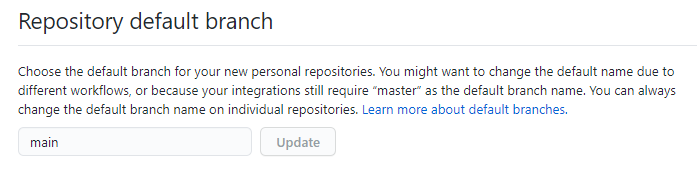 Repository default branch
Choose the default branch for your new personal repositories. You might want to change the default name due to
different workflows, or because your integrations still require “master” as the default branch name. You can always
change the default branch name on individual repositories. Learn more about default branches.
main
Update